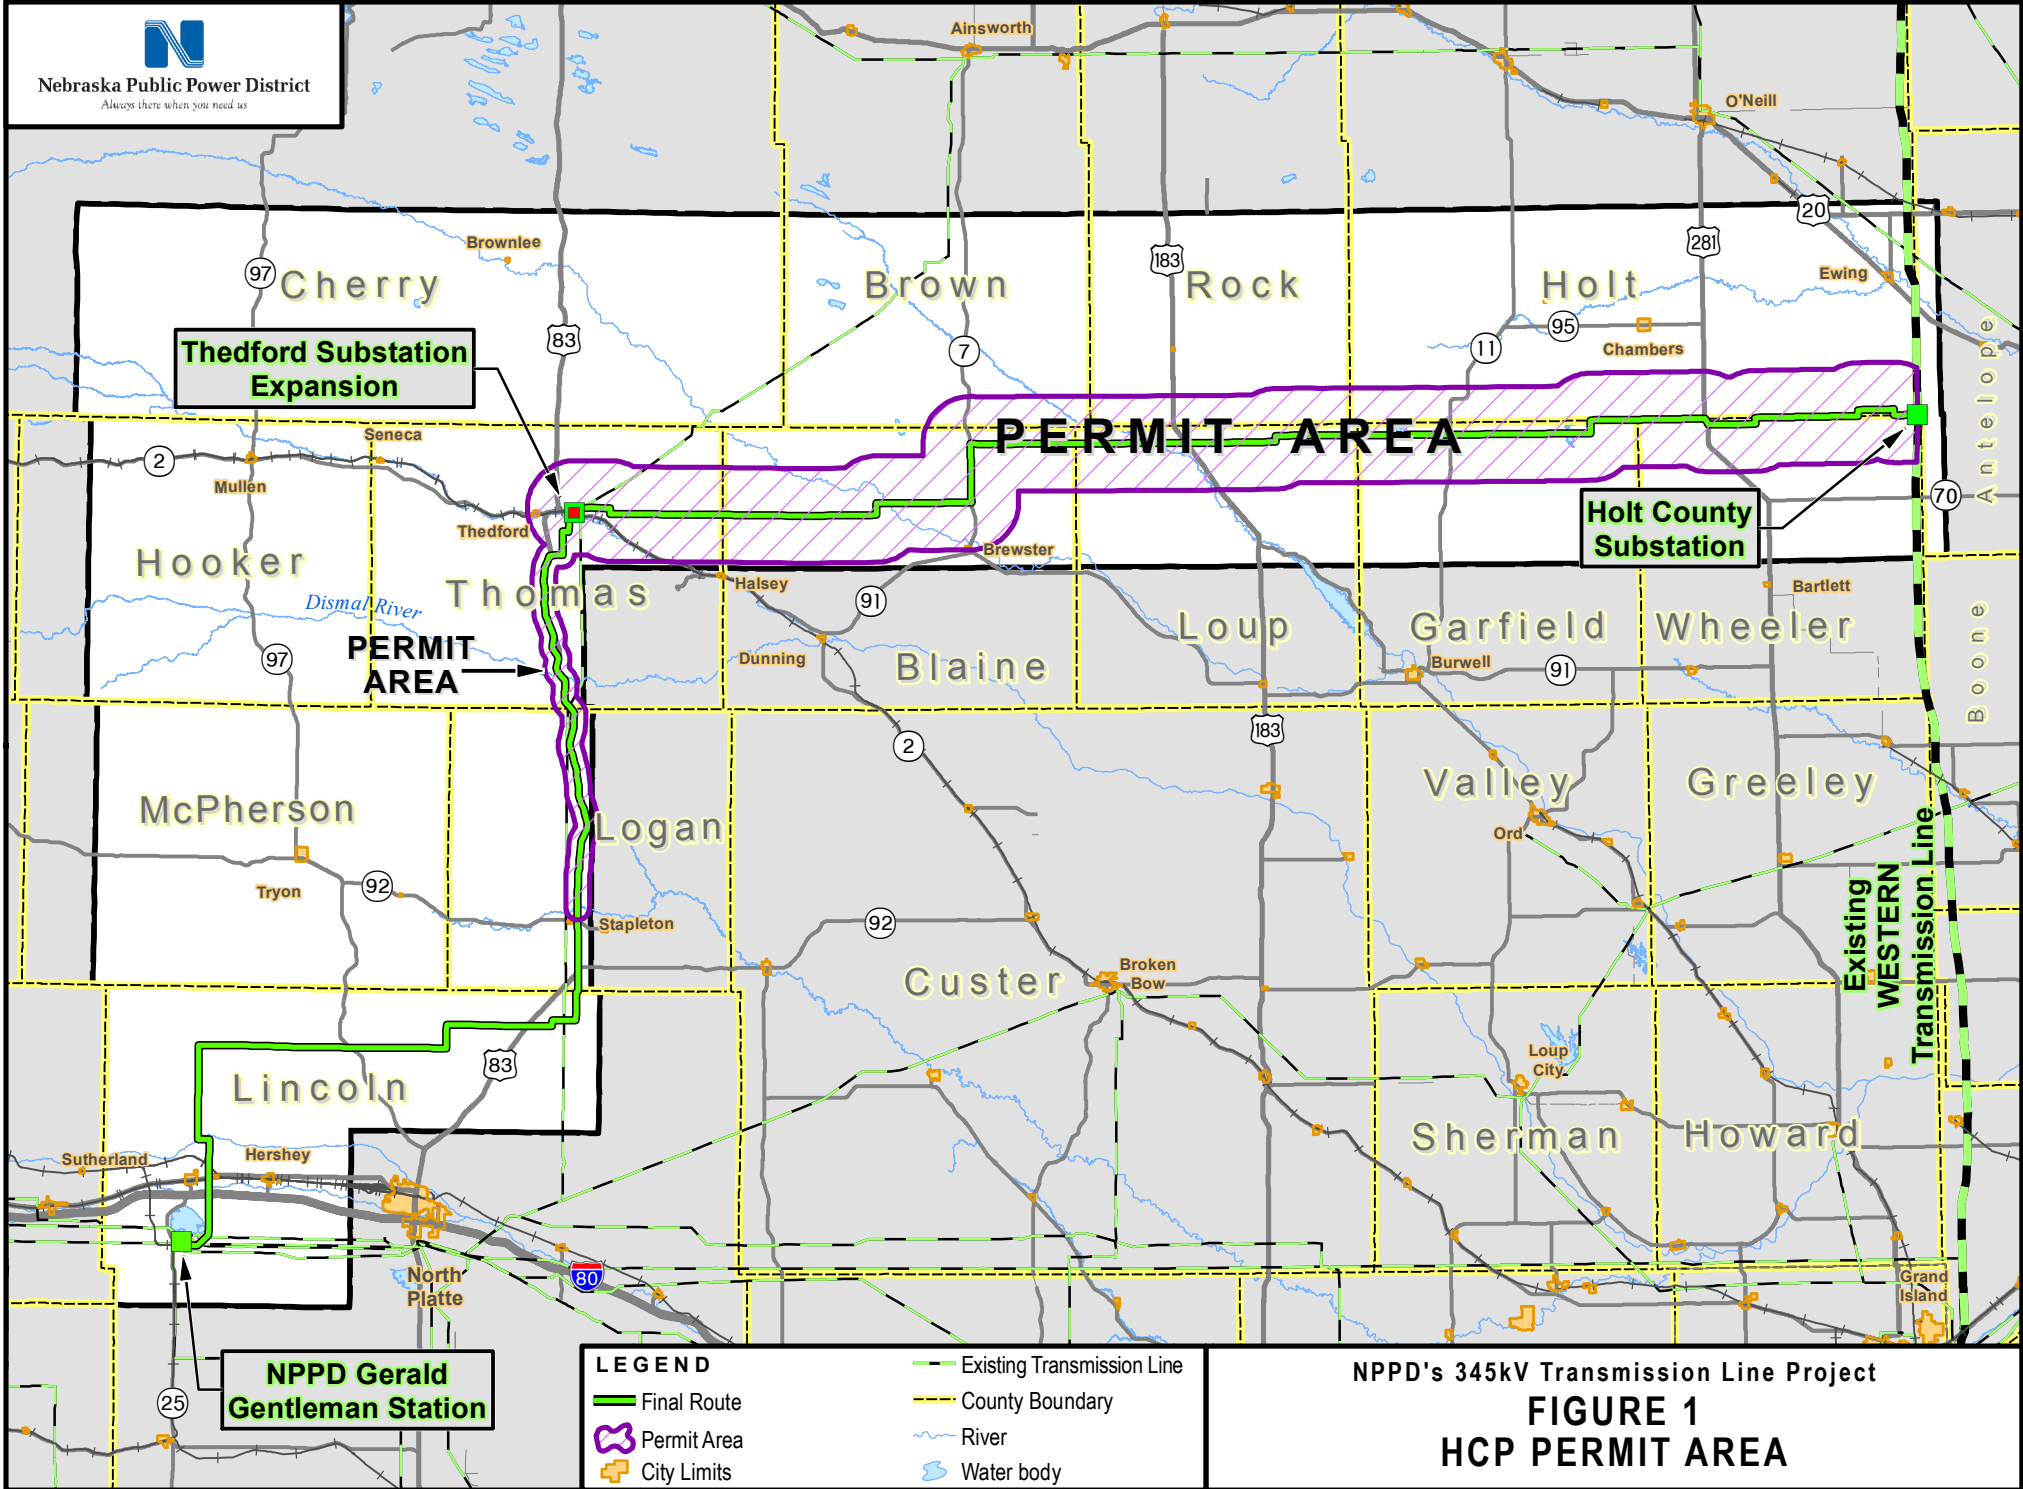 Nebraska Public Power District
Always there when you need us
Ainsworth
O'Neill
20
Brownlee
97
Cherry
Brown
183
Rock
281
Holt
Ewing
83
Thedford Substation
Expansion
7
11
95
Chambers
Antelope
PERMIT AREA
Seneca
2
Mullen
Thedford
Holt County
Substation
70
Brewster
Hooker
Thomas
Halsey
Dismal River
91
Bartlett
Boone
Loup
Garfield
Wheeler
PERMIT
AREA
97
Dunning
Blaine
Burwell
91
183
2
Valley
Greeley
McPherson
Logan
Ord
Tryon
92
Stapleton
92
Existing
WESTERN
Transmission Line
Custer
Broken
Bow
83
Loup
City
Lincoln
Sherman
Howard
Sutherland
Hershey
North
Platte
80
Grand
Island
NPPD Gerald
Gentleman Station
25
LEGEND
Final Route
Permit Area
City Limits
Existing Transmission Line
County Boundary
River
Water body
NPPD's 345kV Transmission Line Project
FIGURE 1
HCP PERMIT AREA